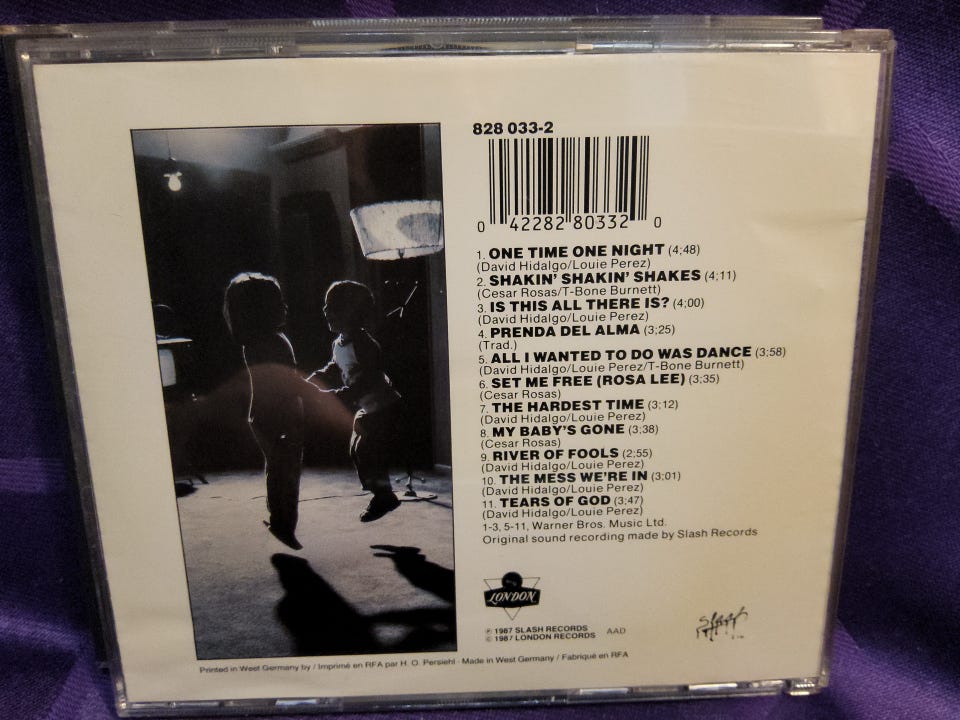 828 033-2
0 42282 80332 0
1. ONE TIME ONE NIGHT (4;48)
(David Hidalgo/Louie Perez)
2. SHAKIN' SHAKIN' SHAKES (4;11)
(Cesar Rosas/T-Bone Burnett)
3. IS THIS ALL THERE IS? (4;00)
(David Hidalgo/Louie Perez)
4. PRENDA DEL ALMA (3;25)
(Trad.)
5. ALL I WANTED TO DO WAS DANCE (3;58)
(David Hidalgo/Louie Perez/T-Bone Burnett)
6. SET ME FREE (ROSA LEE) (3;35)
(Cesar Rosas)
7. THE HARDEST TIME (3;12)
(David Hidalgo/Louie Perez)
8. MY BABY'S GONE (3;38)
(Cesar Rosas)
9. RIVER OF FOOLS (2;55)
(David Hidalgo/Louie Perez)
10. THE MESS WE'RE IN (3;01)
(David Hidalgo/Louie Perez)
11. TEARS OF GOD (3;47)
(David Hidalgo/Louie Perez)
1-3, 5-11, Warner Bros. Music Ltd.
Original sound recording made by Slash Records
LONDON
Slash
℗ 1987 SLASH RECORDS AAD
© 1987 LONDON RECORDS
Printed in West Germany by / Imprimé en RFA par H. O. Persiehl · Made in West Germany / Fabriqué en RFA